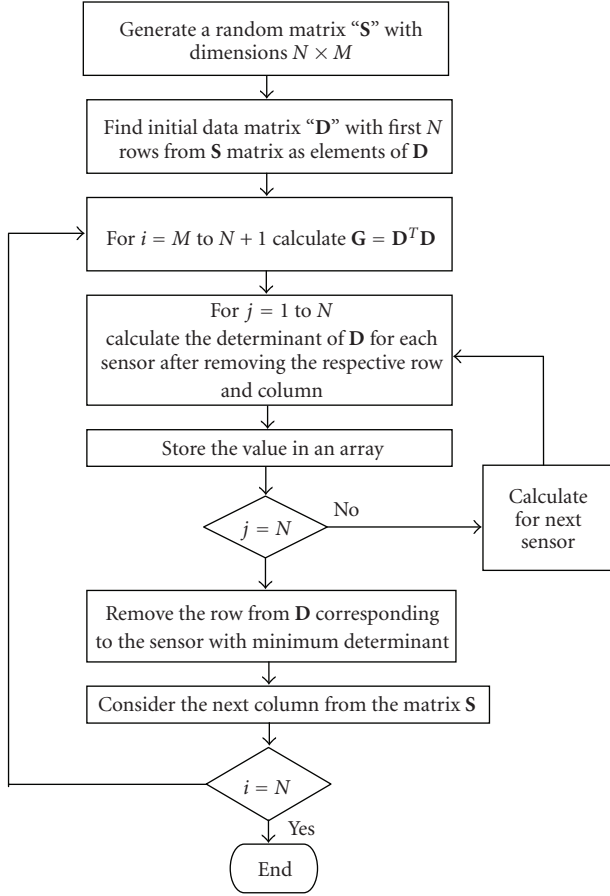 Generate a random matrix “S” with
dimensions N × M
Find initial data matrix “D” with first N
rows from S matrix as elements of D
For i = M to N + 1 calculate G = D^T D
For j = 1 to N
calculate the determinant of D for each
sensor after removing the respective row
and column
Store the value in an array
j = N
No
Calculate
for next
sensor
Remove the row from D corresponding
to the sensor with minimum determinant
Consider the next column from the matrix S
i = N
Yes
End